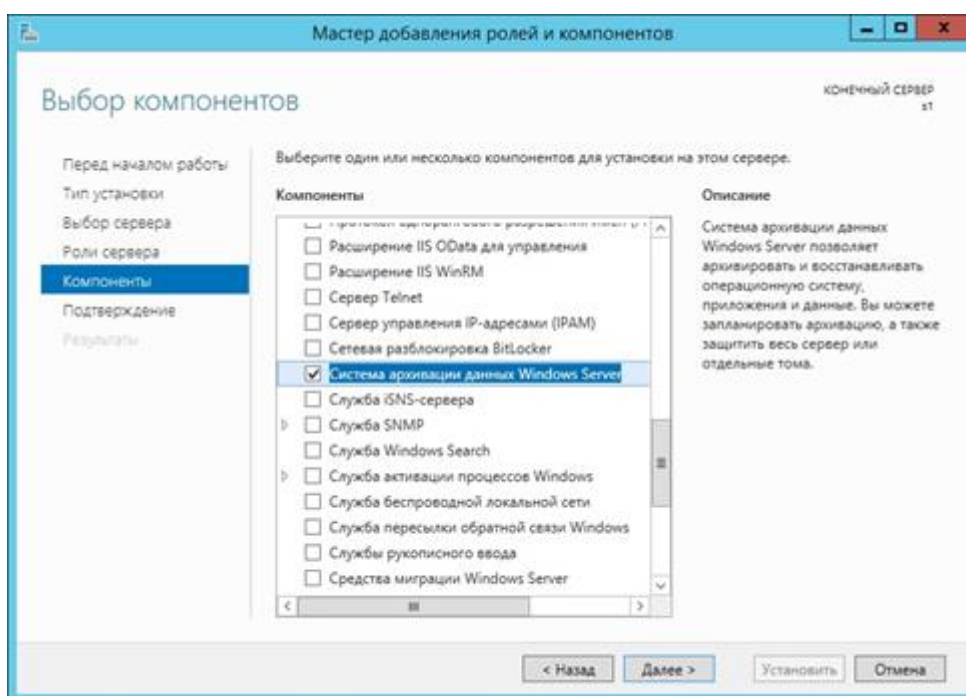 Мастер добавления ролей и компонентов
Выбор компонентов
КОНЕЧНЫЙ СЕРВЕР
s1
Перед началом работы
Тип установки
Выбор сервера
Роли сервера
Компоненты
Подтверждение
Результаты
Выберите один или несколько компонентов для установки на этом сервере.
Компоненты
Расширение IIS OData для управления
Расширение IIS WinRM
Сервер Telnet
Сервер управления IP-адресами (IPAM)
Сетевая разблокировка BitLocker
Система архивации данных Windows Server
Служба iSNS-сервера
Служба SNMP
Служба Windows Search
Служба активации процессов Windows
Служба беспроводной локальной сети
Служба пересылки обратной связи Windows
Службы рукописного ввода
Средства миграции Windows Server
Описание
Система архивации данных
Windows Server позволяет
архивировать и восстанавливать
операционную систему,
приложения и данные. Вы можете
запланировать архивацию, а также
защитить весь сервер или
отдельные тома.
< Назад
Далее >
Установить
Отмена